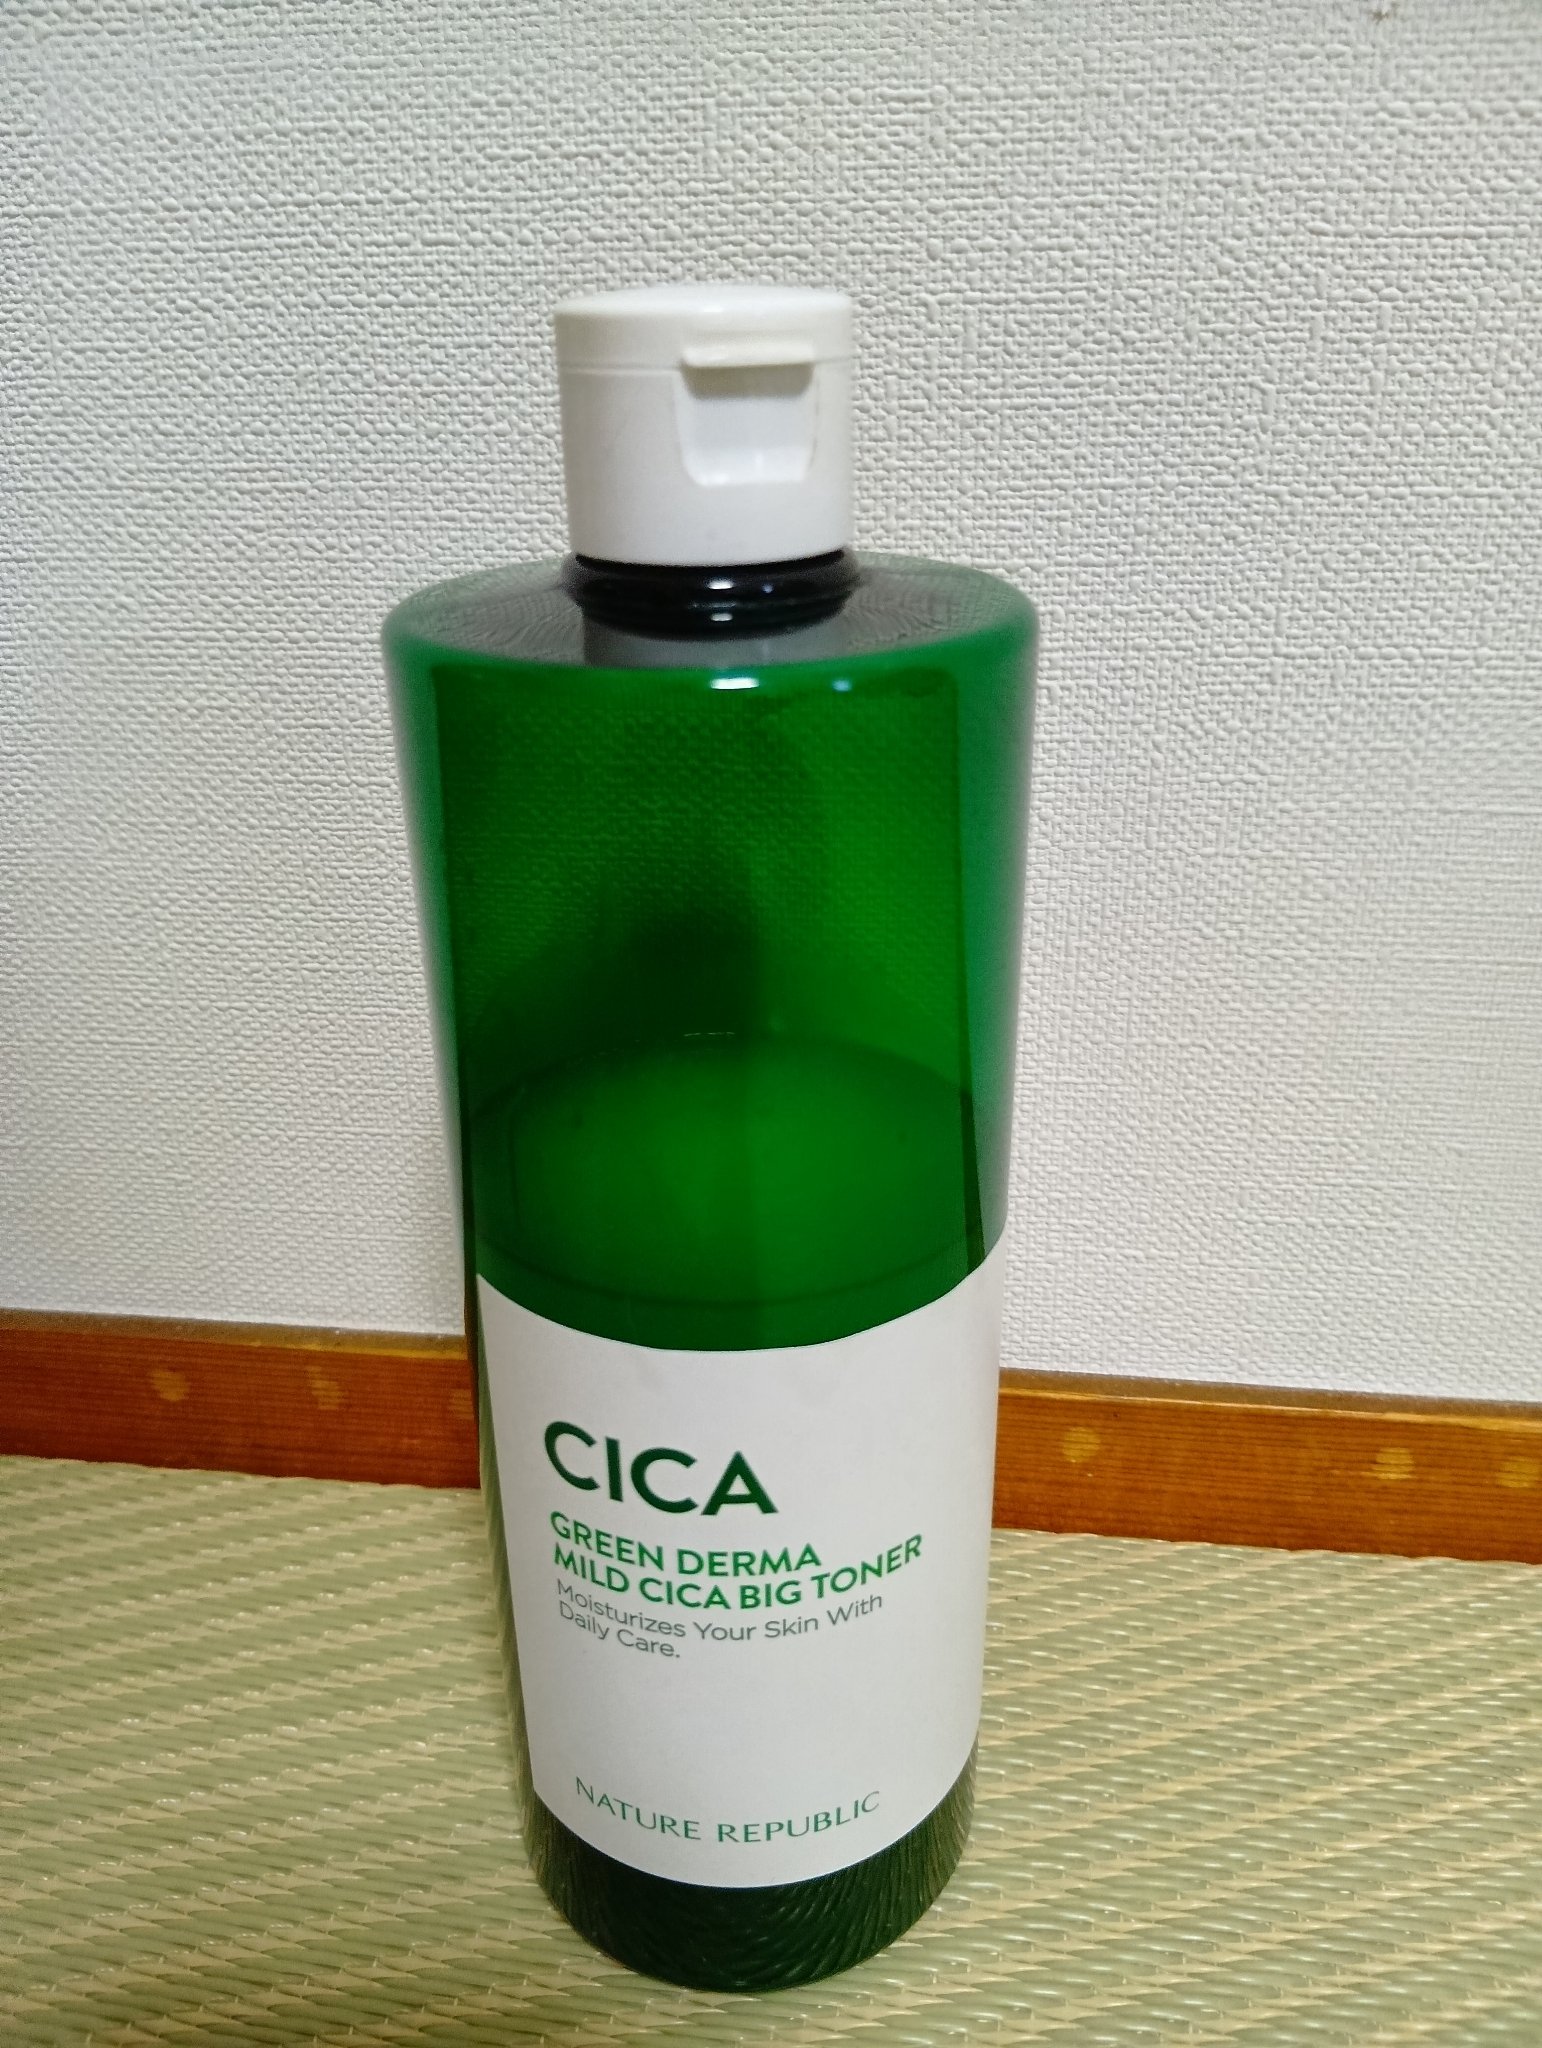 CICA
GREEN DERMA
MILD CICA BIG TONER
Moisturizes Your Skin With
Daily Care.
NATURE REPUBLIC